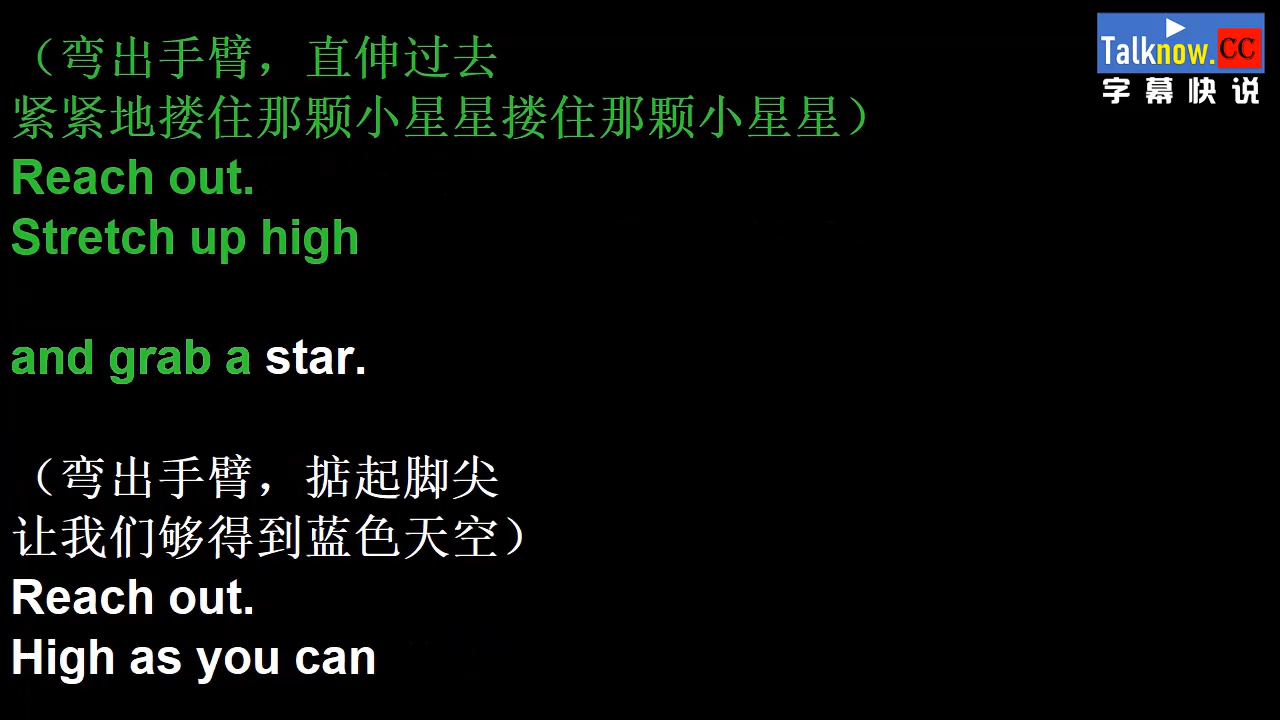 （弯出手臂，直伸过去
紧紧地搂住那颗小星星搂住那颗小星星）
Reach out.
Stretch up high
and grab a star.
（弯出手臂，掂起脚尖
让我们够得到蓝色天空）
Reach out.
High as you can
Talknow.CC
字幕快说